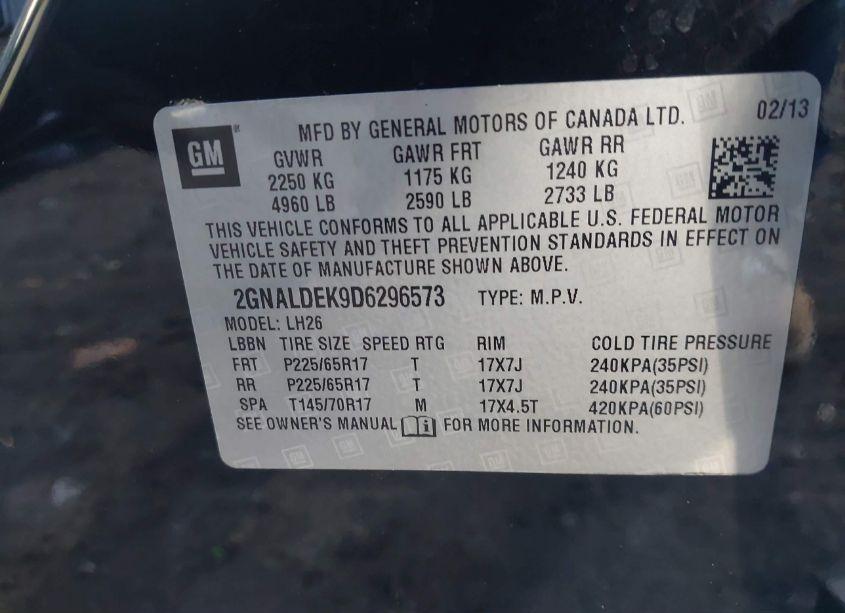 GM
MFD BY GENERAL MOTORS OF CANADA LTD. 02/13
GVWR GAWR FRT GAWR RR
2250 KG 1175 KG 1240 KG
4960 LB 2590 LB 2733 LB
THIS VEHICLE CONFORMS TO ALL APPLICABLE U.S. FEDERAL MOTOR
VEHICLE SAFETY AND THEFT PREVENTION STANDARDS IN EFFECT ON
THE DATE OF MANUFACTURE SHOWN ABOVE.
2GNALDEK9D6296573 TYPE: M.P.V.
MODEL: LH26
LBBN TIRE SIZE SPEED RTG RIM COLD TIRE PRESSURE
FRT P225/65R17 T 17X7J 240KPA(35PSI)
RR P225/65R17 T 17X7J 240KPA(35PSI)
SPA T145/70R17 M 17X4.5T 420KPA(60PSI)
SEE OWNER'S MANUAL FOR MORE INFORMATION.